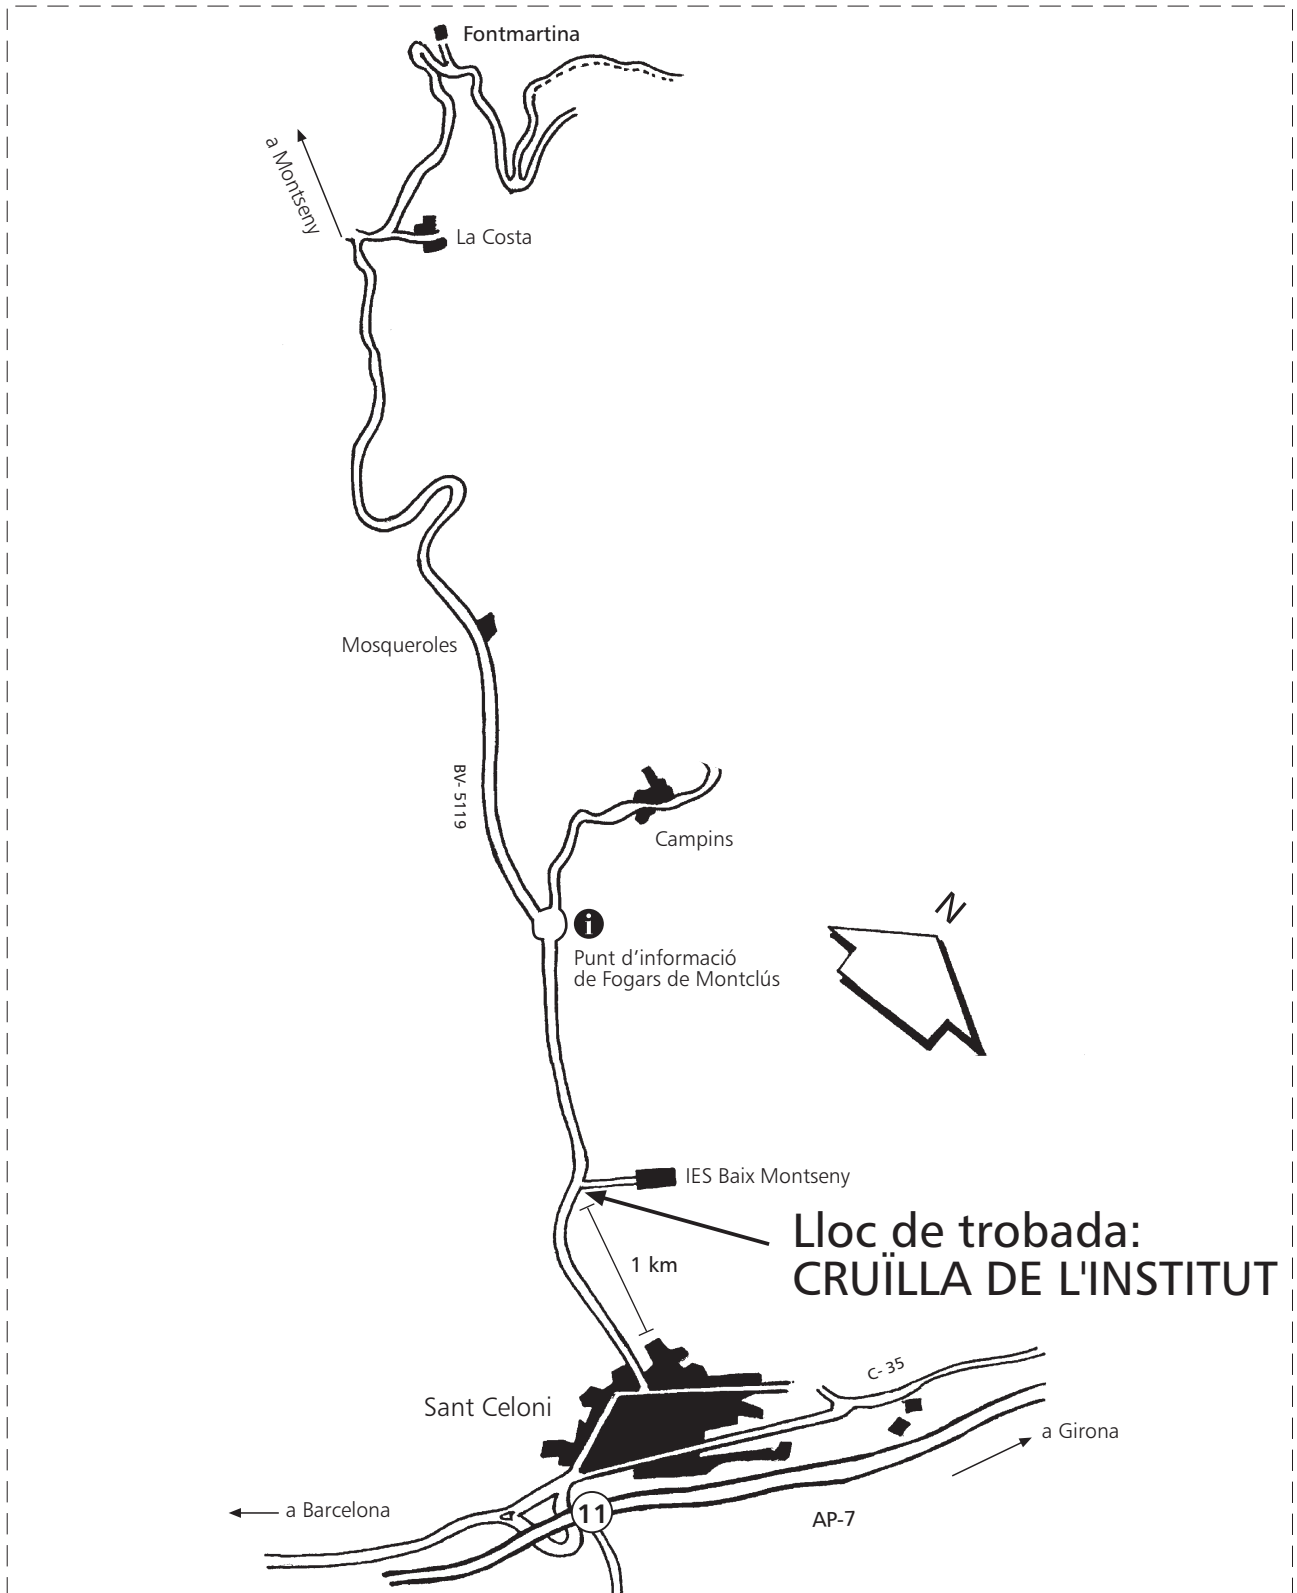 Fontmartina
a Montseny
La Costa
Mosqueroles
BV- 5119
Campins
N
i
Punt d’informació
de Fogars de Montclús
IES Baix Montseny
Lloc de trobada:
CRUÏLLA DE L'INSTITUT
1 km
C- 35
Sant Celoni
a Girona
a Barcelona
11
AP-7